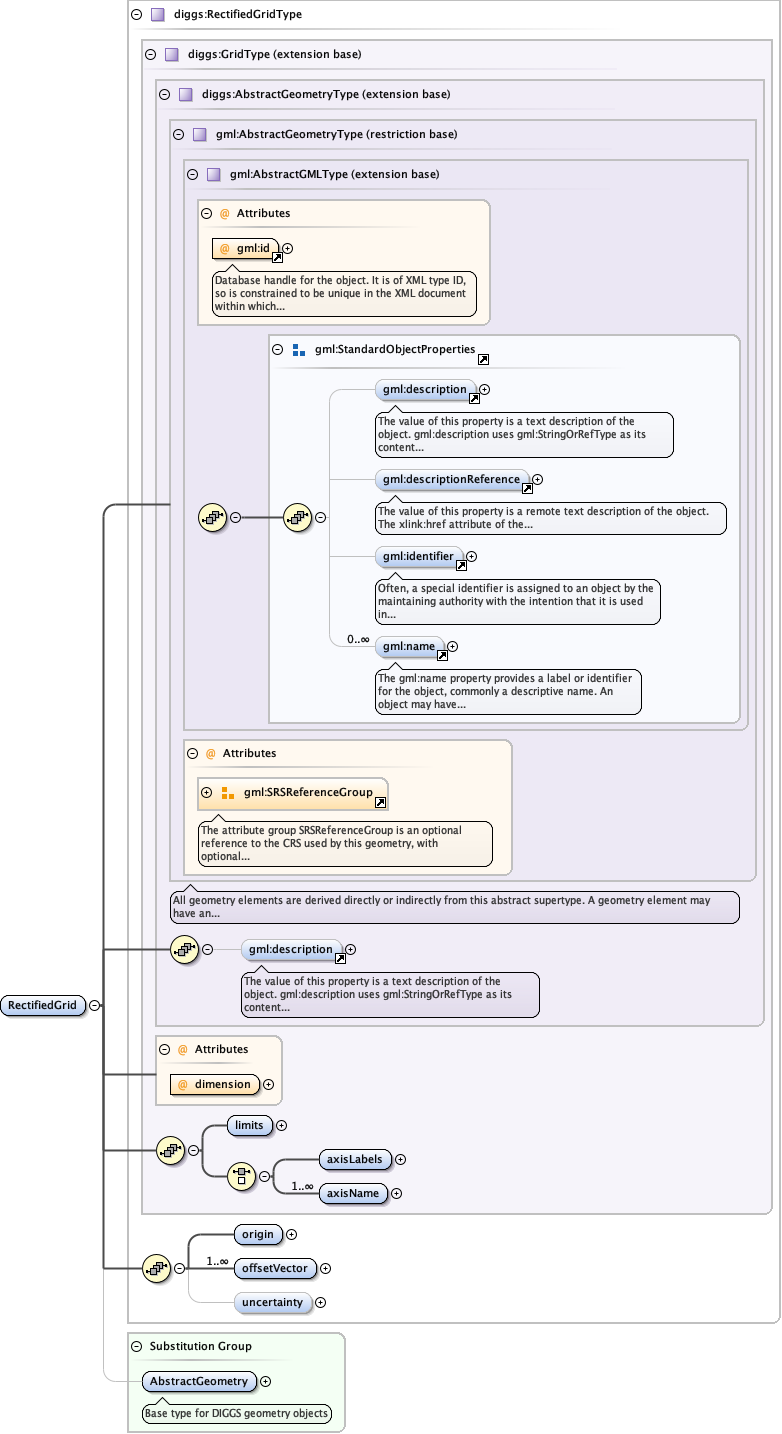 diggs:RectifiedGridType
diggs:GridType (extension base)
diggs:AbstractGeometryType (extension base)
gml:AbstractGeometryType (restriction base)
gml:AbstractGMLType (extension base)
@ Attributes
@ gml:id
Database handle for the object. It is of XML type ID,
so is constrained to be unique in the XML document
within which...
gml:StandardObjectProperties
gml:description
The value of this property is a text description of the
object. gml:description uses gml:StringOrRefType as its
content...
gml:descriptionReference
The value of this property is a remote text description of the object.
The xlink:href attribute of the...
gml:identifier
Often, a special identifier is assigned to an object by the
maintaining authority with the intention that it is used
in...
0..∞
gml:name
The gml:name property provides a label or identifier
for the object, commonly a descriptive name. An
object may have...
@ Attributes
gml:SRSReferenceGroup
The attribute group SRSReferenceGroup is an optional
reference to the CRS used by this geometry, with
optional...
All geometry elements are derived directly or indirectly from this abstract supertype. A geometry element may
have an...
gml:description
The value of this property is a text description of the
object. gml:description uses gml:StringOrRefType as its
content...
RectifiedGrid
@ Attributes
@ dimension
limits
axisLabels
1..∞
axisName
origin
1..∞
offsetVector
uncertainty
Substitution Group
AbstractGeometry
Base type for DIGGS geometry objects